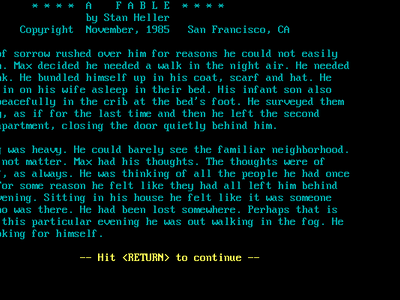 * * * * A FABLE * * * *
by Stan Heller
Copyright November, 1985 San Francisco, CA
of sorrow rushed over him for reasons he could not easily
. Max decided he needed a walk in the night air. He needed
nk. He bundled himself up in his coat, scarf and hat. He
in on his wife asleep in their bed. His infant son also
peacefully in the crib at the bed's foot. He surveyed them
, as if for the last time and then he left the second
apartment, closing the door quietly behind him.
was heavy. He could barely see the familiar neighborhood.
not matter. Max had his thoughts. The thoughts were of
, as always. He was thinking of all the people he had once
for some reason he felt like they had all left him behind
vening. Sitting in his house he felt like it was someone
ho was there. He had been lost somewhere. Perhaps that is
this particular evening he was out walking in the fog. He
oking for himself.
-- Hit <RETURN> to continue --